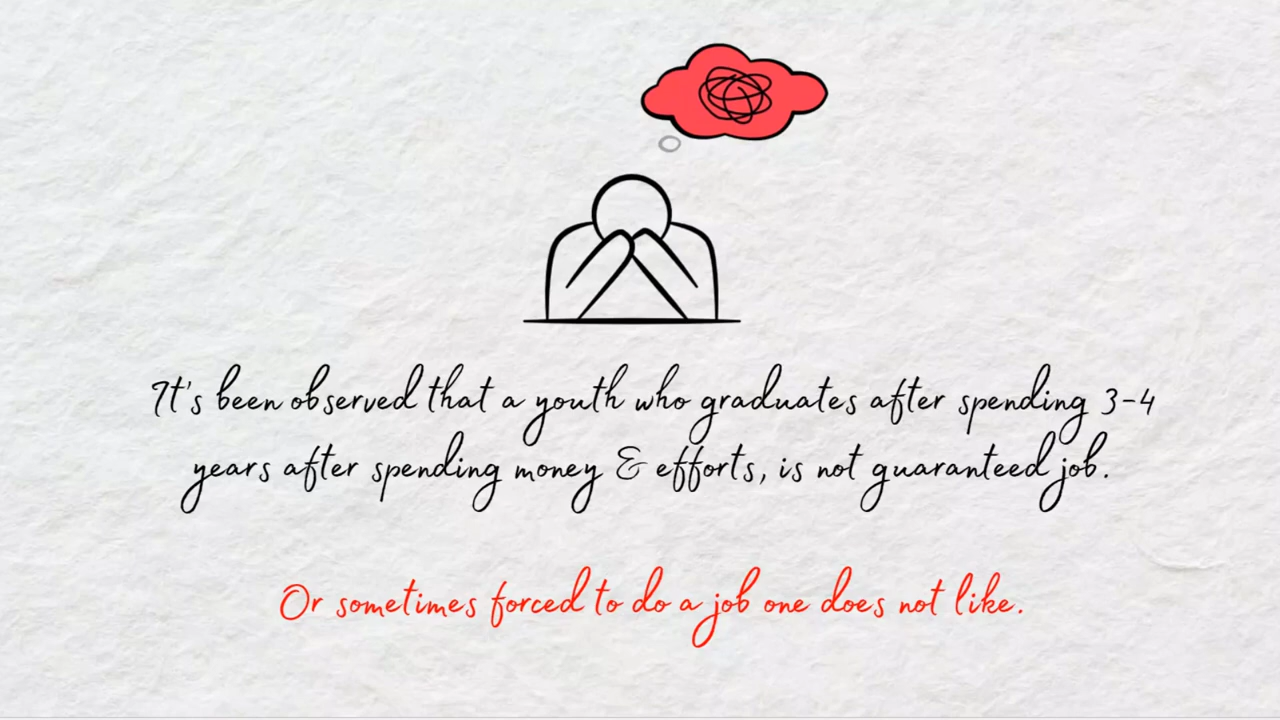 It's been observed that a youth who graduates after spending 3-4
years after spending money & efforts, is not guaranteed job.
Or sometimes forced to do a job one does not like.